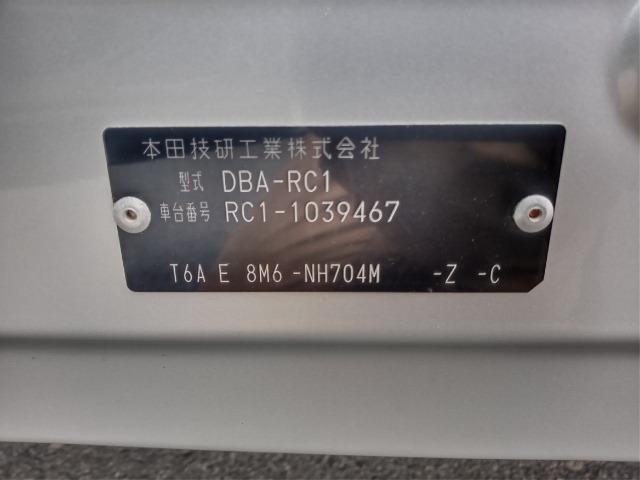 本田技研工業株式会社
型式 DBA-RC1
車台番号 RC1-1039467
T6A E 8M6 -NH704M -Z -C